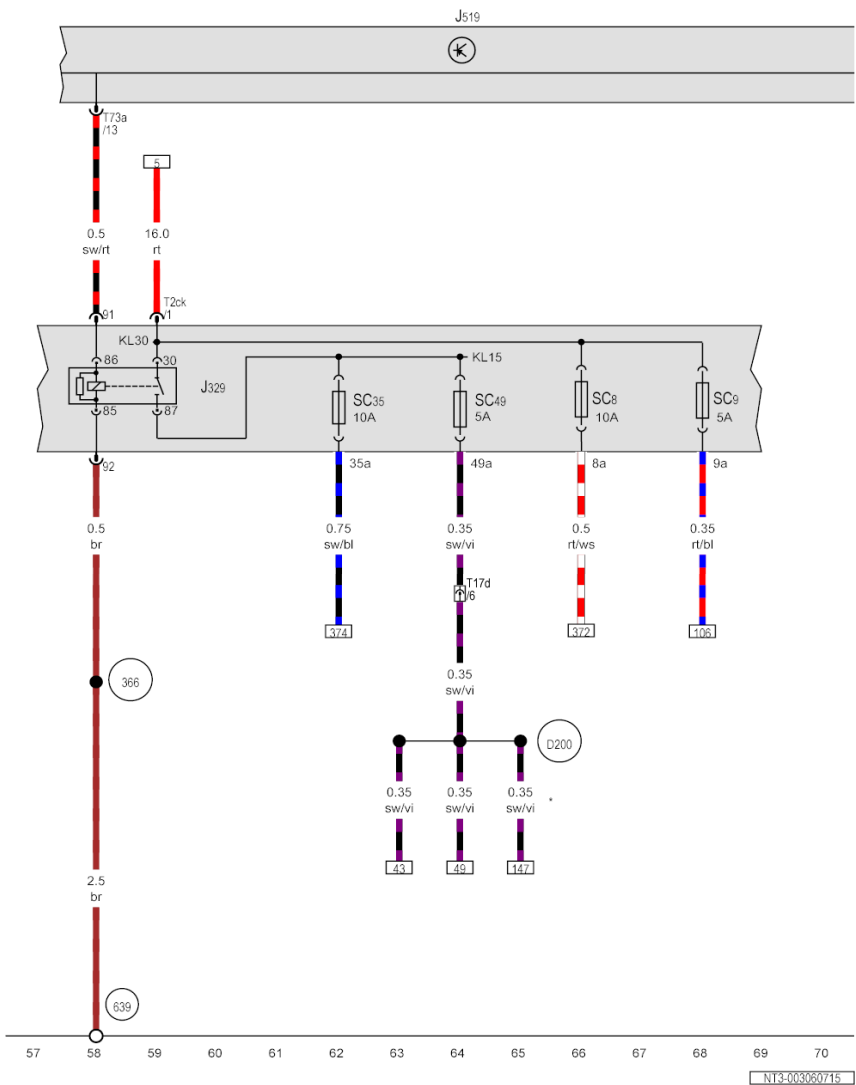 J519
T73a
/13
5
0.5
sw/rt
16.0
rt
T2ck
91
/1
KL30
86
30
KL15
J329
SC35
10A
SC49
5A
SC8
10A
SC9
5A
85
87
92
35a
49a
8a
9a
0.5
br
0.75
sw/bl
0.35
sw/vi
0.5
rt/ws
0.35
rt/bl
T17d
/6
374
372
106
366
0.35
sw/vi
D200
0.35
sw/vi
0.35
sw/vi
0.35
sw/vi
*
43
49
147
2.5
br
639
57 58 59 60 61 62 63 64 65 66 67 68 69 70
NT3-003060715